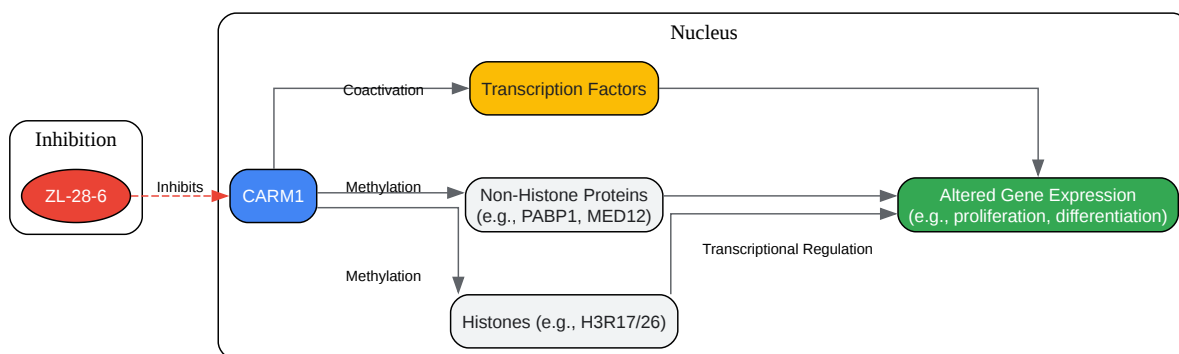 Nucleus
Coactivation
Transcription Factors
Inhibition
ZL-28-6
Inhibits
CARM1
Methylation
Non-Histone Proteins
(e.g., PABP1, MED12)
Altered Gene Expression
(e.g., proliferation, differentiation)
Transcriptional Regulation
Methylation
Histones (e.g., H3R17/26)